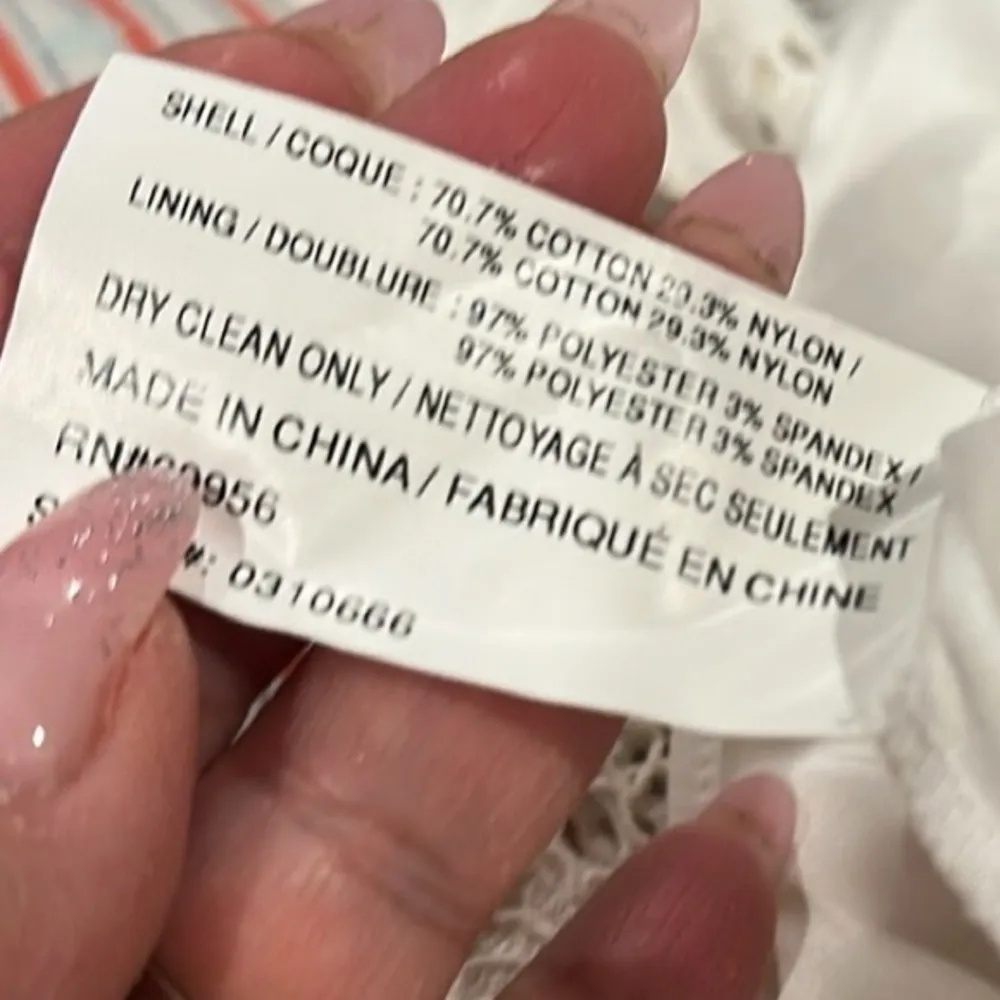 SHELL / COQUE : 70.7% COTTON 29.3% NYLON /
70.7% COTTON 29.3% NYLON
LINING / DOUBLURE : 97% POLYESTER 3% SPANDEX /
97% POLYESTER 3% SPANDEX
DRY CLEAN ONLY / NETTOYAGE À SEC SEULEMENT
MADE IN CHINA / FABRIQUÉ EN CHINE
0956
#: 0310666